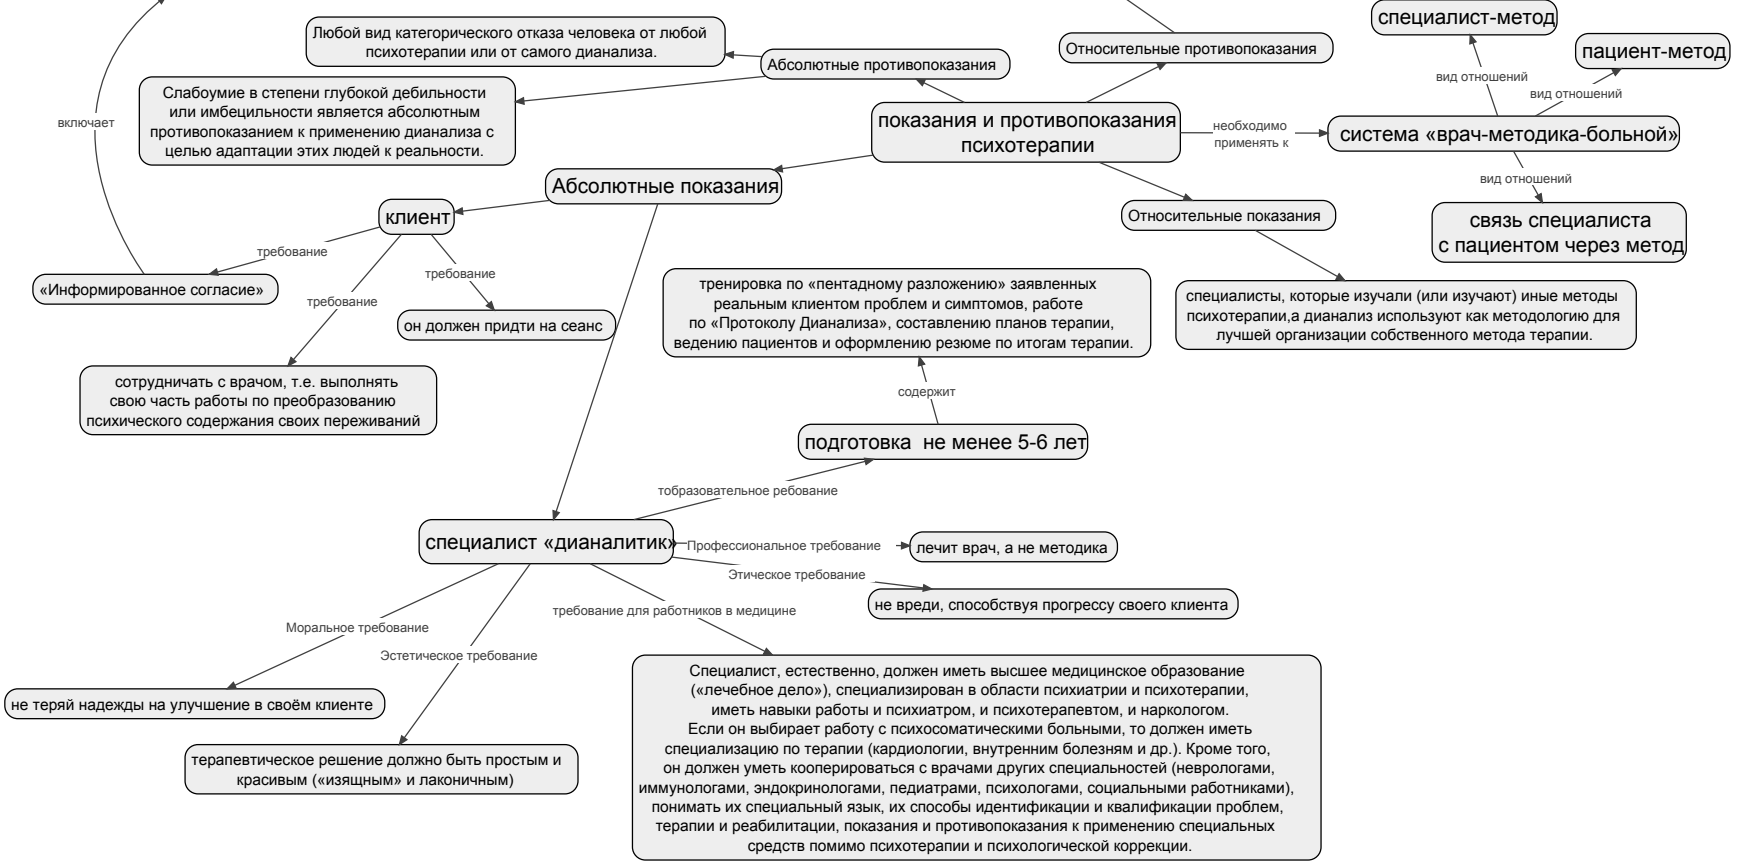 специалист-метод
Любой вид категорического отказа человека от любой
психотерапии или от самого дианализа.
Относительные противопоказания
пациент-метод
Абсолютные противопоказания
вид отношений
вид отношений
Слабоумие в степени глубокой дебильности
или имбецильности является абсолютным
противопоказанием к применению дианализа с
целью адаптации этих людей к реальности.
включает
показания и противопоказания
психотерапии
необходимо
применять к
система «врач-методика-больной»
Абсолютные показания
вид отношений
клиент
Относительные показания
связь специалиста
с пациентом через метод
требование
требование
«Информированное согласие»
требование
он должен придти на сеанс
тренировка по «пентадному разложению» заявленных
реальным клиентом проблем и симптомов, работе
по «Протоколу Дианализа», составлению планов терапии,
ведению пациентов и оформлению резюме по итогам терапии.
специалисты, которые изучали (или изучают) иные методы
психотерапии,а дианализ используют как методологию для
лучшей организации собственного метода терапии.
сотрудничать с врачом, т.е. выполнять
свою часть работы по преобразованию
психического содержания своих переживаний
содержит
подготовка  не менее 5-6 лет
тобразовательное ребование
специалист «дианалитик»
Профессиональное требование
лечит врач, а не методика
Этическое требование
не вреди, способствуя прогрессу своего клиента
требование для работников в медицине
Моральное требование
Эстетическое требование
не теряй надежды на улучшение в своём клиенте
терапевтическое решение должно быть простым и
красивым («изящным» и лаконичным)
Специалист, естественно, должен иметь высшее медицинское образование
(«лечебное дело»), специализирован в области психиатрии и психотерапии,
иметь навыки работы и психиатром, и психотерапевтом, и наркологом.
Если он выбирает работу с психосоматическими больными, то должен иметь
специализацию по терапии (кардиологии, внутренним болезням и др.). Кроме того,
он должен уметь кооперироваться с врачами других специальностей (неврологами,
иммунологами, эндокринологами, педиатрами, психологами, социальными работниками),
понимать их специальный язык, их способы идентификации и квалификации проблем,
терапии и реабилитации, показания и противопоказания к применению специальных
средств помимо психотерапии и психологической коррекции.